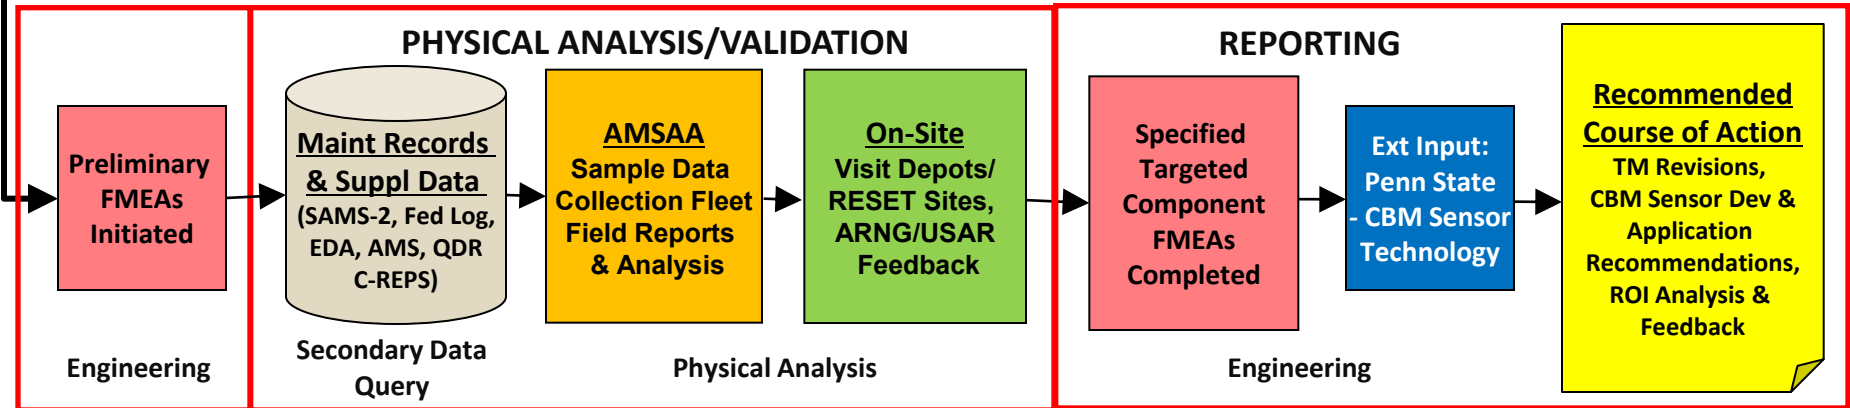 PHYSICAL ANALYSIS/VALIDATION
REPORTING
Preliminary
FMEAs
Initiated
Engineering
Maint Records
& Suppl Data
(SAMS-2, Fed Log,
EDA, AMS, QDR
C-REPS)
Secondary Data
Query
AMSAA
Sample Data
Collection Fleet
Field Reports
& Analysis
On-Site
Visit Depots/
RESET Sites,
ARNG/USAR
Feedback
Physical Analysis
Specified
Targeted
Component
FMEAs
Completed
Engineering
Ext Input:
Penn State
- CBM Sensor
Technology
Recommended
Course of Action
TM Revisions,
CBM Sensor Dev &
Application
Recommendations,
ROI Analysis &
Feedback